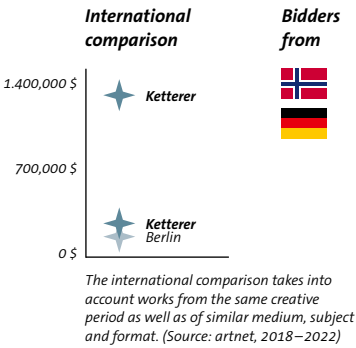 International
comparison
Bidders
from
1.400,000 $
Ketterer
700,000 $
Ketterer
Berlin
0 $
The international comparison takes into
account works from the same creative
period as well as of similar medium, subject
and format. (Source: artnet, 2018–2022)